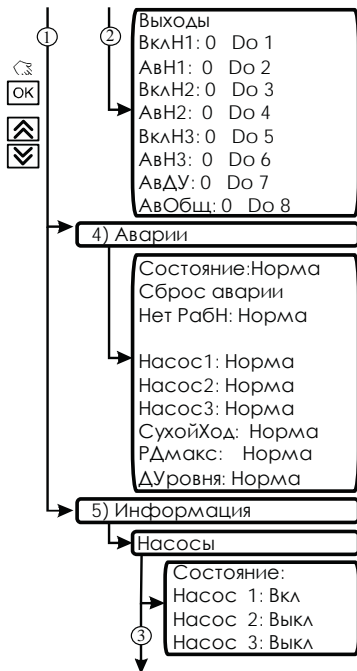 1
2
OK
Выходы
ВклН1: 0 Do 1
АвН1: 0 Do 2
ВклН2: 0 Do 3
АвН2: 0 Do 4
ВклН3: 0 Do 5
АвН3: 0 Do 6
АвДУ: 0 Do 7
АвОбщ: 0 Do 8
4) Аварии
Состояние:Норма
Сброс аварии
Нет РабН: Норма
Насос1: Норма
Насос2: Норма
Насос3: Норма
СухойХод: Норма
РДмакс: Норма
ДУровня: Норма
5) Информация
Насосы
Состояние:
Насос 1: Вкл
Насос 2: Выкл
Насос 3: Выкл
3